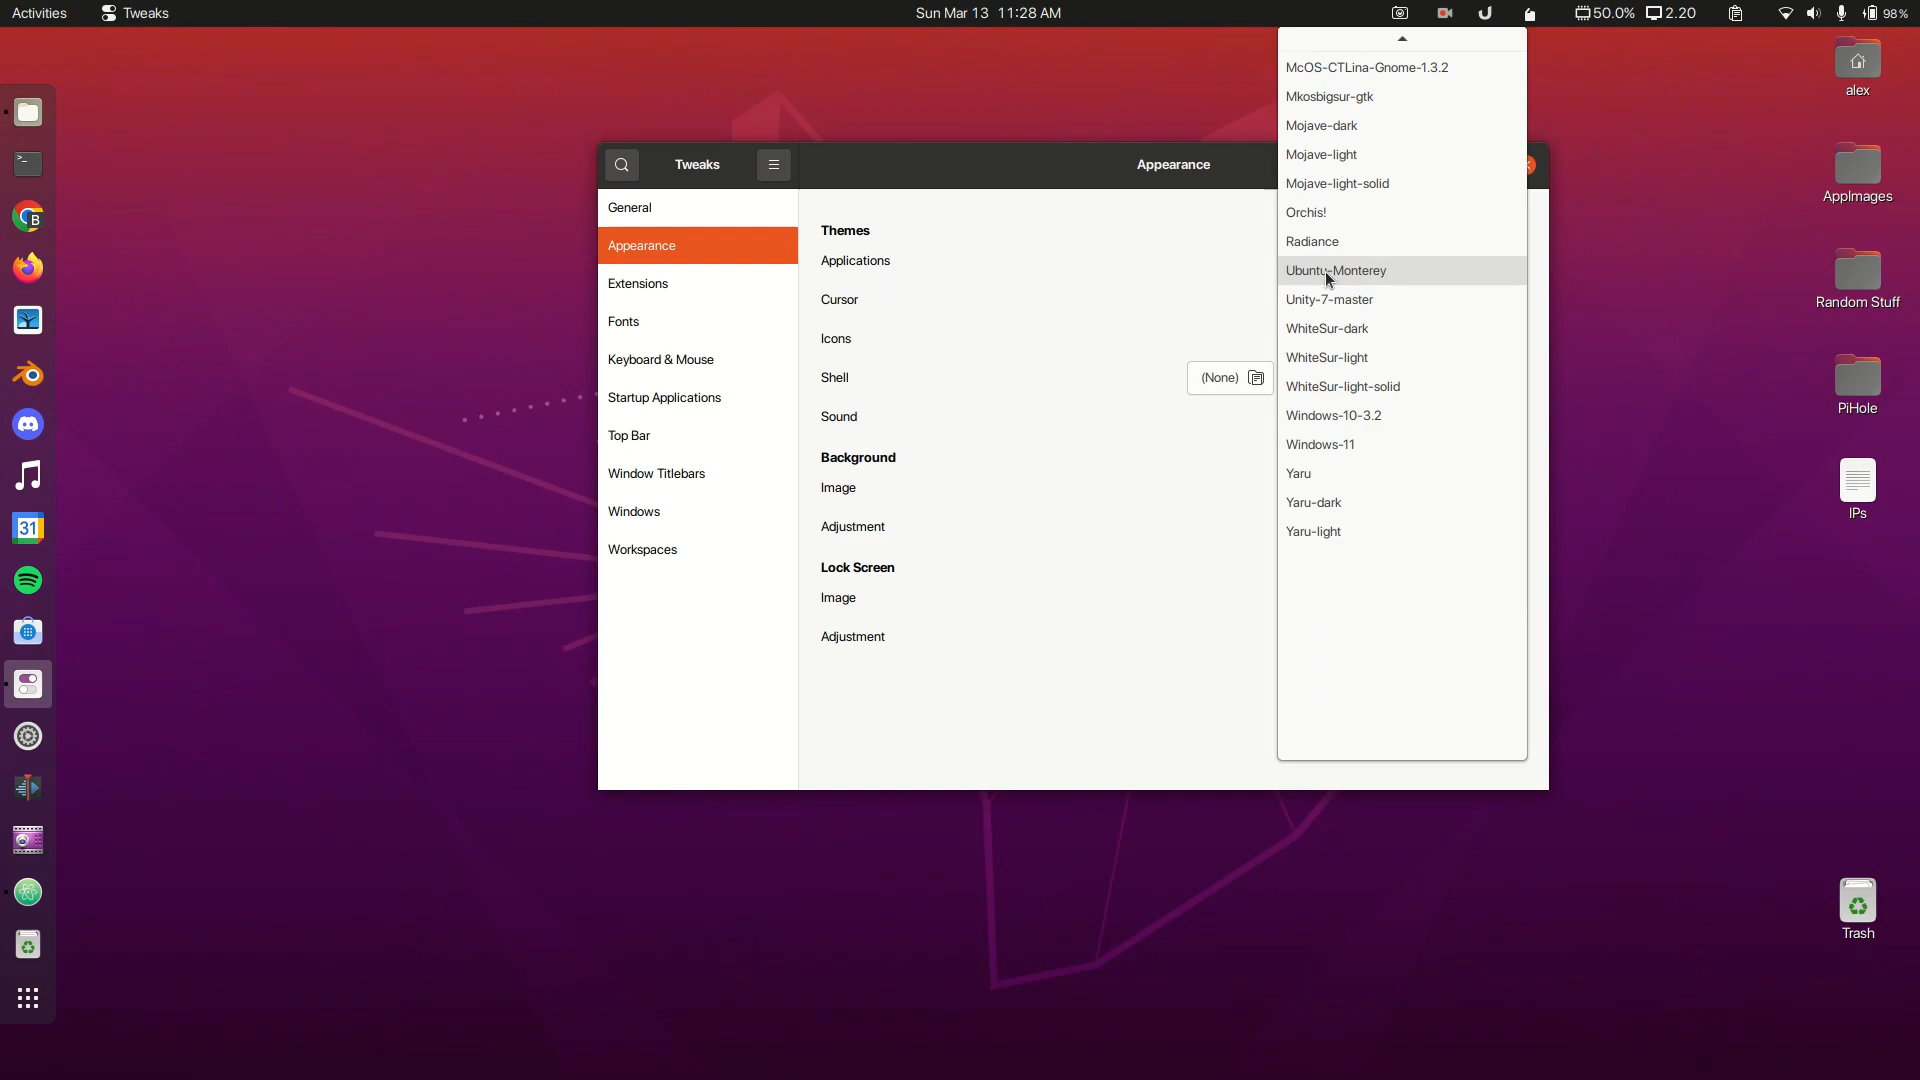 Activities
Tweaks
Sun Mar 13 11:28 AM
50.0%
2.20
98%
McOS-CTLina-Gnome-1.3.2
Mkosbigsur-gtk
Mojave-dark
Mojave-light
Mojave-light-solid
Orchis!
Radiance
Ubuntu-Monterey
Unity-7-master
WhiteSur-dark
WhiteSur-light
WhiteSur-light-solid
Windows-10-3.2
Windows-11
Yaru
Yaru-dark
Yaru-light
Tweaks
Appearance
General
Appearance
Extensions
Fonts
Keyboard & Mouse
Startup Applications
Top Bar
Window Titlebars
Windows
Workspaces
Themes
Applications
Cursor
Icons
Shell
(None)
Sound
Background
Image
Adjustment
Lock Screen
Image
Adjustment
B
31
alex
AppImages
Random Stuff
PiHole
IPs
Trash